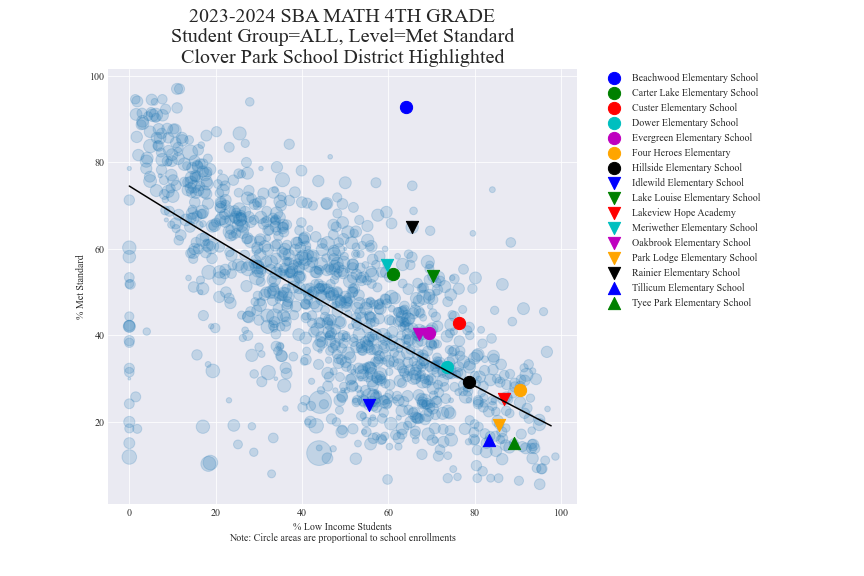 2023-2024 SBA MATH 4TH GRADE
Student Group=ALL, Level=Met Standard
Clover Park School District Highlighted
% Met Standard
100
80
60
40
20
0
20
40
60
80
100
% Low Income Students
Note: Circle areas are proportional to school enrollments
Beachwood Elementary School
Carter Lake Elementary School
Custer Elementary School
Dower Elementary School
Evergreen Elementary School
Four Heroes Elementary
Hillside Elementary School
Idlewild Elementary School
Lake Louise Elementary School
Lakeview Hope Academy
Meriwether Elementary School
Oakbrook Elementary School
Park Lodge Elementary School
Rainier Elementary School
Tillicum Elementary School
Tyee Park Elementary School